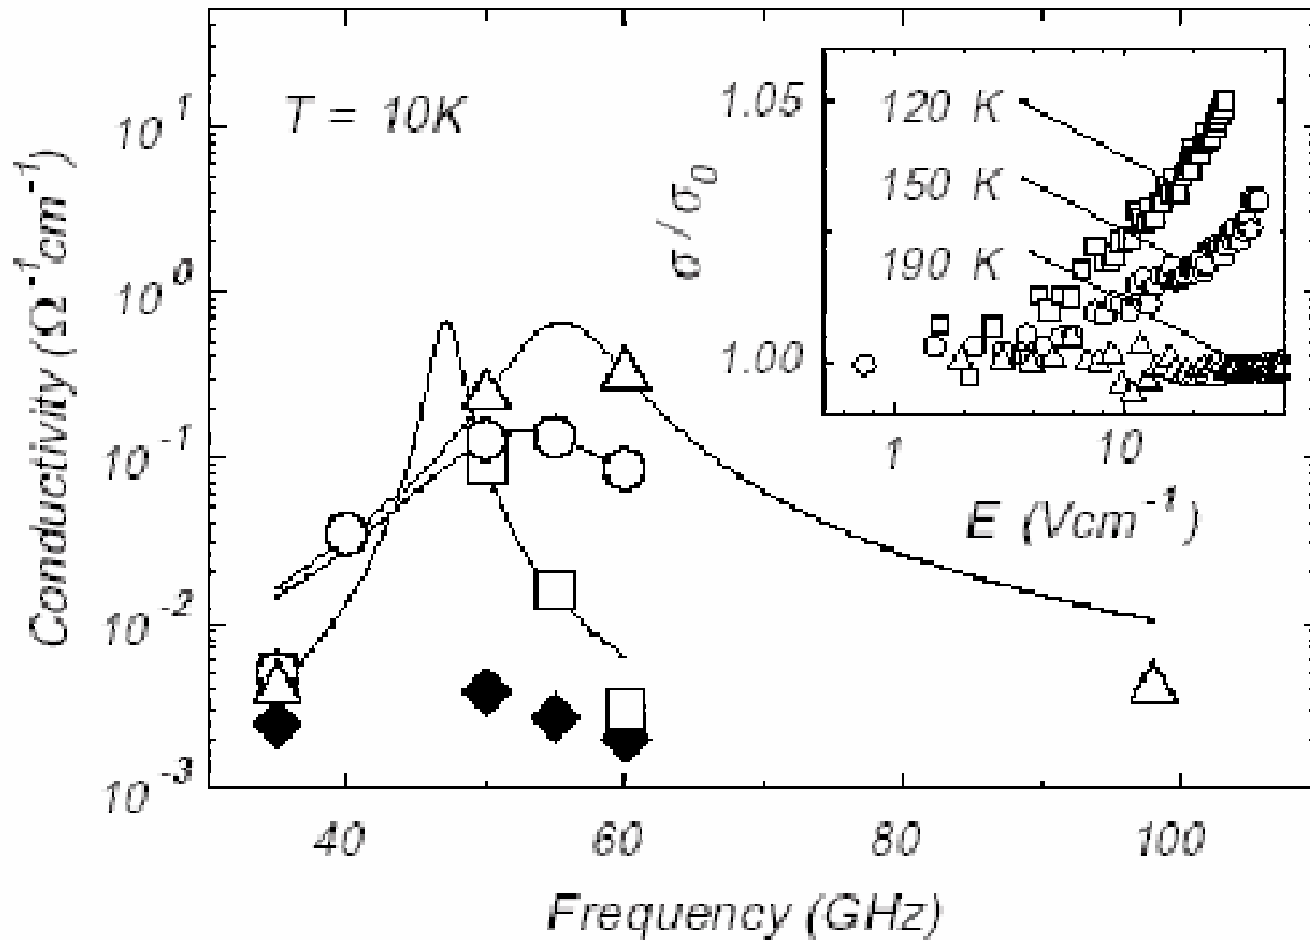 T = 10K
Conductivity (Ω⁻¹cm⁻¹)
10¹
10⁰
10⁻¹
10⁻²
10⁻³
40 60 80 100
Frequency (GHz)
σ/σ₀
1.05
1.00
120 K
150 K
190 K
1 10
E (Vcm⁻¹)